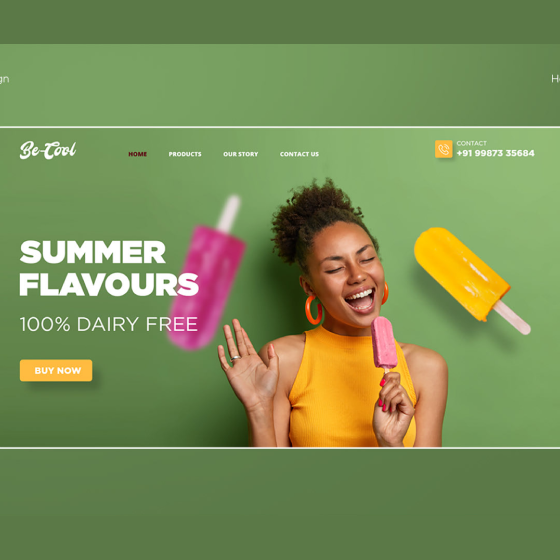 gn
H
Be-Cool
HOME
PRODUCTS
OUR STORY
CONTACT US
CONTACT
+91 99873 35684
SUMMER
FLAVOURS
100% DAIRY FREE
BUY NOW